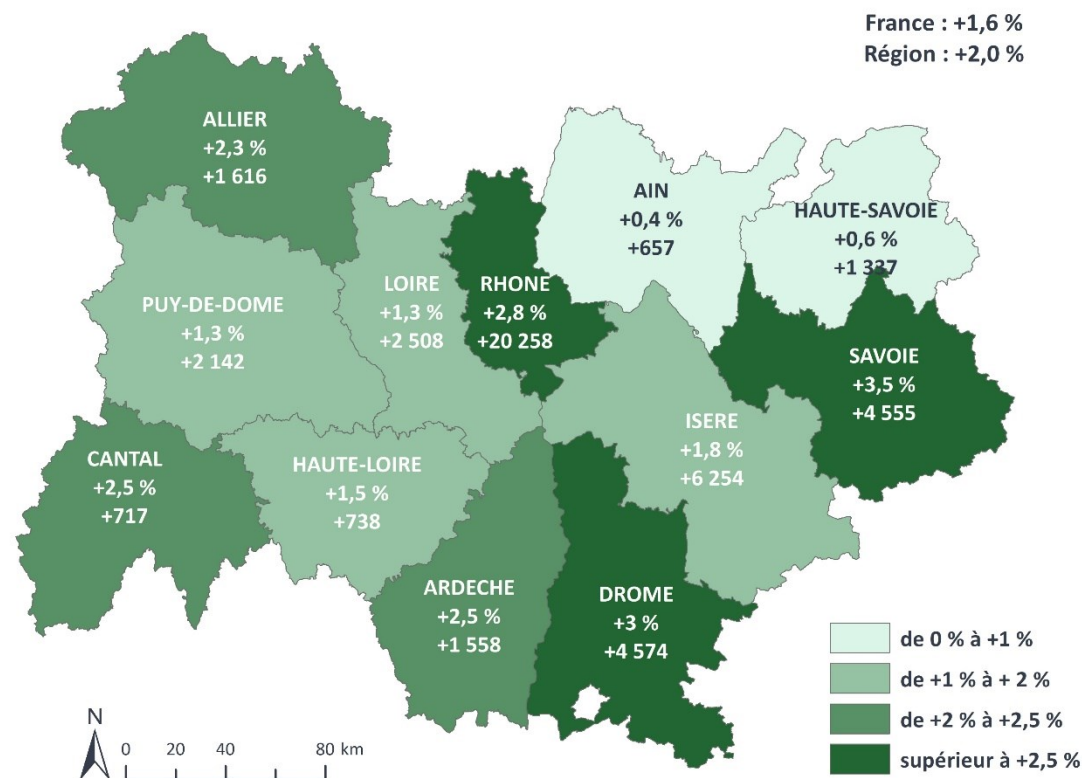 France : +1,6 %
Région : +2,0 %
ALLIER
+2,3 %
+1 616
AIN
+0,4 %
+657
HAUTE-SAVOIE
+0,6 %
+1 337
PUY-DE-DOME
+1,3 %
+2 142
LOIRE
+1,3 %
+2 508
RHONE
+2,8 %
+20 258
SAVOIE
+3,5 %
+4 555
ISERE
+1,8 %
+6 254
CANTAL
+2,5 %
+717
HAUTE-LOIRE
+1,5 %
+738
ARDECHE
+2,5 %
+1 558
DROME
+3 %
+4 574
de 0 % à +1 %
de +1 % à + 2 %
de +2 % à +2,5 %
supérieur à +2,5 %
N
0 20 40 80 km